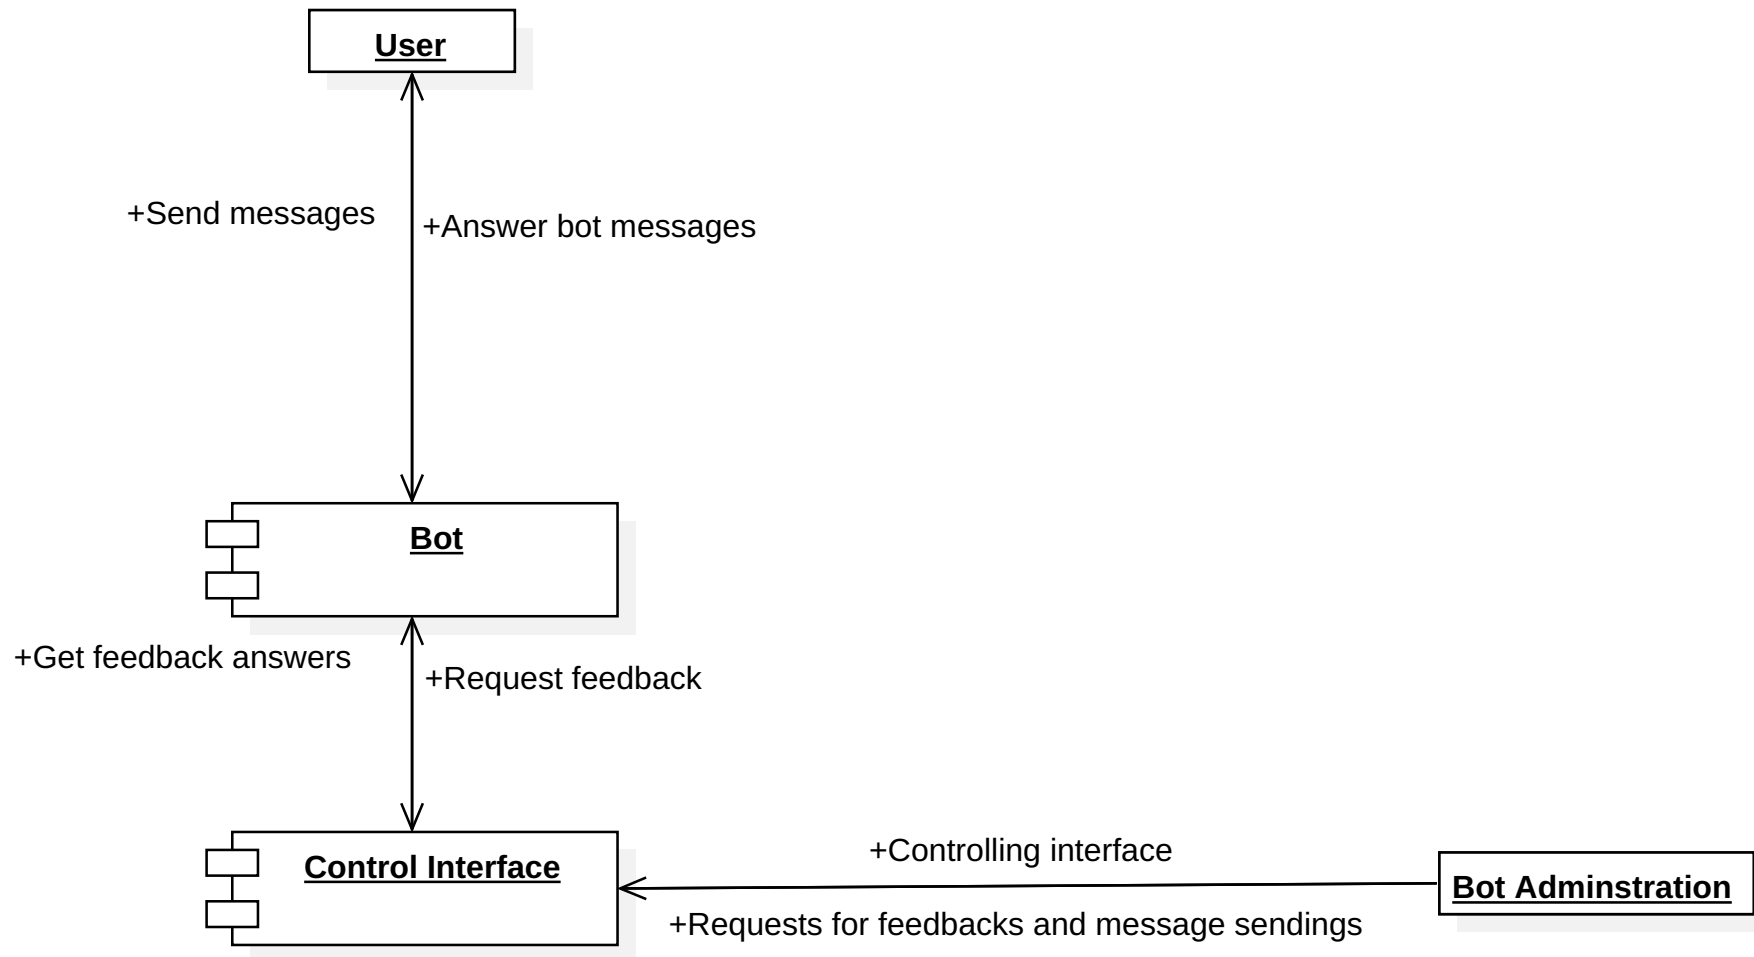 User
+Send messages
+Answer bot messages
Bot
+Get feedback answers
+Request feedback
Control Interface
+Controlling interface
Bot Adminstration
+Requests for feedbacks and message sendings